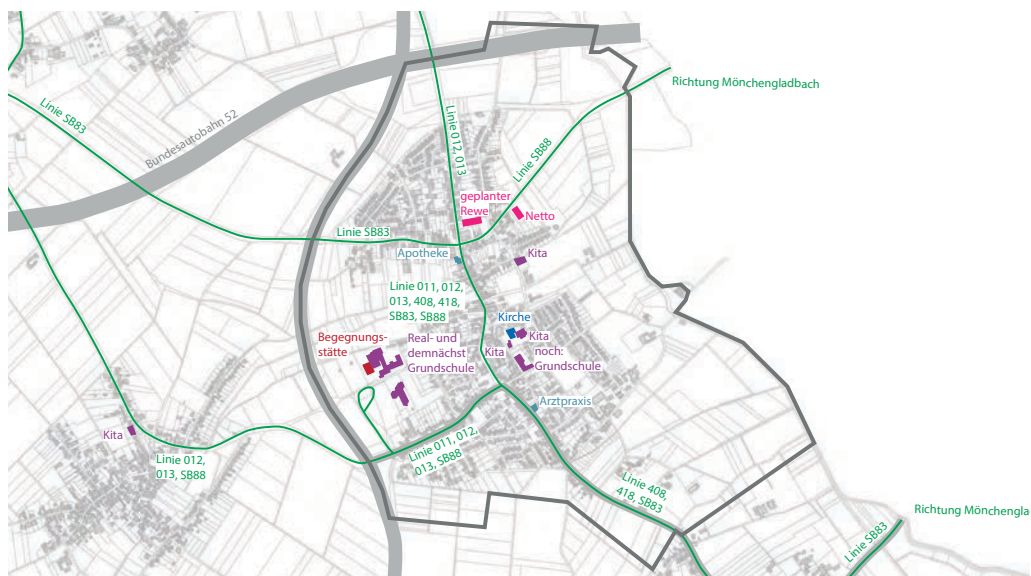 Richtung Mönchengladbach
Linie SB83
Bundesautobahn 52
Linie 012, 013
Linie SB88
geplanter
Rewe
Netto
Linie SB83
Apotheke
Kita
Linie 011, 012,
013, 408, 418,
SB83, SB88
Kirche
Begegnungs-
stätte
Real- und
demnächst
Grundschule
Kita
Kita
noch:
Grundschule
Arztpraxis
Kita
Linie 011, 012,
013, SB88
Linie 012,
013, SB88
Linie 408,
418, SB83
Richtung Mönchengla
Linie SB83